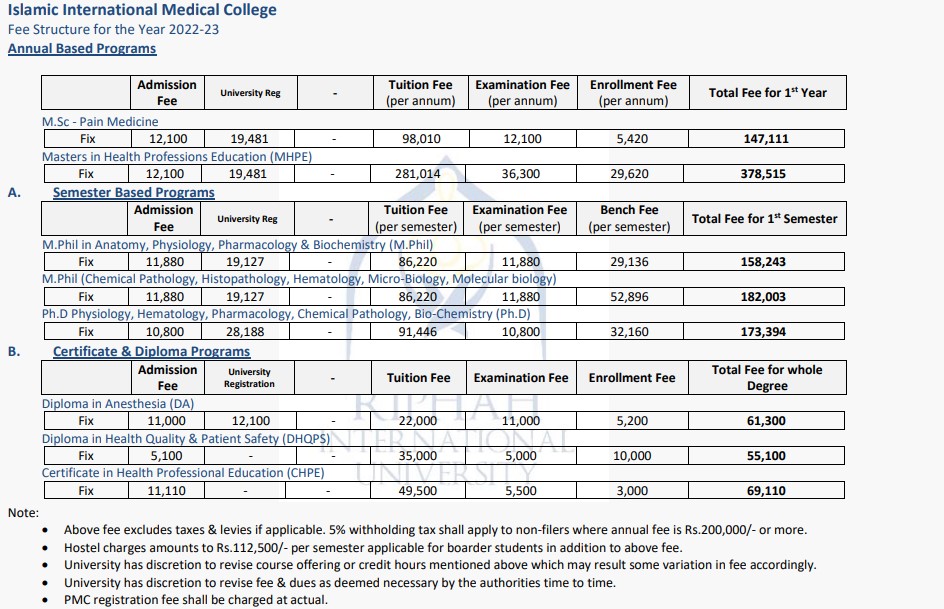 Islamic International Medical College
Fee Structure for the Year 2022-23
Annual Based Programs
Admission Fee University Reg - Tuition Fee (per annum) Examination Fee (per annum) Enrollment Fee (per annum) Total Fee for 1st Year
M.Sc - Pain Medicine
Fix 12,100 19,481 - 98,010 12,100 5,420 147,111
Masters in Health Professions Education (MHPE)
Fix 12,100 19,481 - 281,014 36,300 29,620 378,515
A. Semester Based Programs
Admission Fee University Reg - Tuition Fee (per semester) Examination Fee (per semester) Bench Fee (per semester) Total Fee for 1st Semester
M.Phil in Anatomy, Physiology, Pharmacology & Biochemistry (M.Phil)
Fix 11,880 19,127 - 86,220 11,880 29,136 158,243
M.Phil (Chemical Pathology, Histopathology, Hematology, Micro-Biology, Molecular biology)
Fix 11,880 19,127 - 86,220 11,880 52,896 182,003
Ph.D Physiology, Hematology, Pharmacology, Chemical Pathology, Bio-Chemistry (Ph.D)
Fix 10,800 28,188 - 91,446 10,800 32,160 173,394
B. Certificate & Diploma Programs
Admission Fee University Registration - Tuition Fee Examination Fee Enrollment Fee Total Fee for whole Degree
Diploma in Anesthesia (DA)
Fix 11,000 12,100 - 22,000 11,000 5,200 61,300
Diploma in Health Quality & Patient Safety (DHQPS)
Fix 5,100 - - 35,000 5,000 10,000 55,100
Certificate in Health Professional Education (CHPE)
Fix 11,110 - - 49,500 5,500 3,000 69,110
RIPHAH
INTERNATIONAL
UNIVERSITY
Note:
• Above fee excludes taxes & levies if applicable. 5% withholding tax shall apply to non-filers where annual fee is Rs.200,000/- or more.
• Hostel charges amounts to Rs.112,500/- per semester applicable for boarder students in addition to above fee.
• University has discretion to revise course offering or credit hours mentioned above which may result some variation in fee accordingly.
• University has discretion to revise fee & dues as deemed necessary by the authorities time to time.
• PMC registration fee shall be charged at actual.